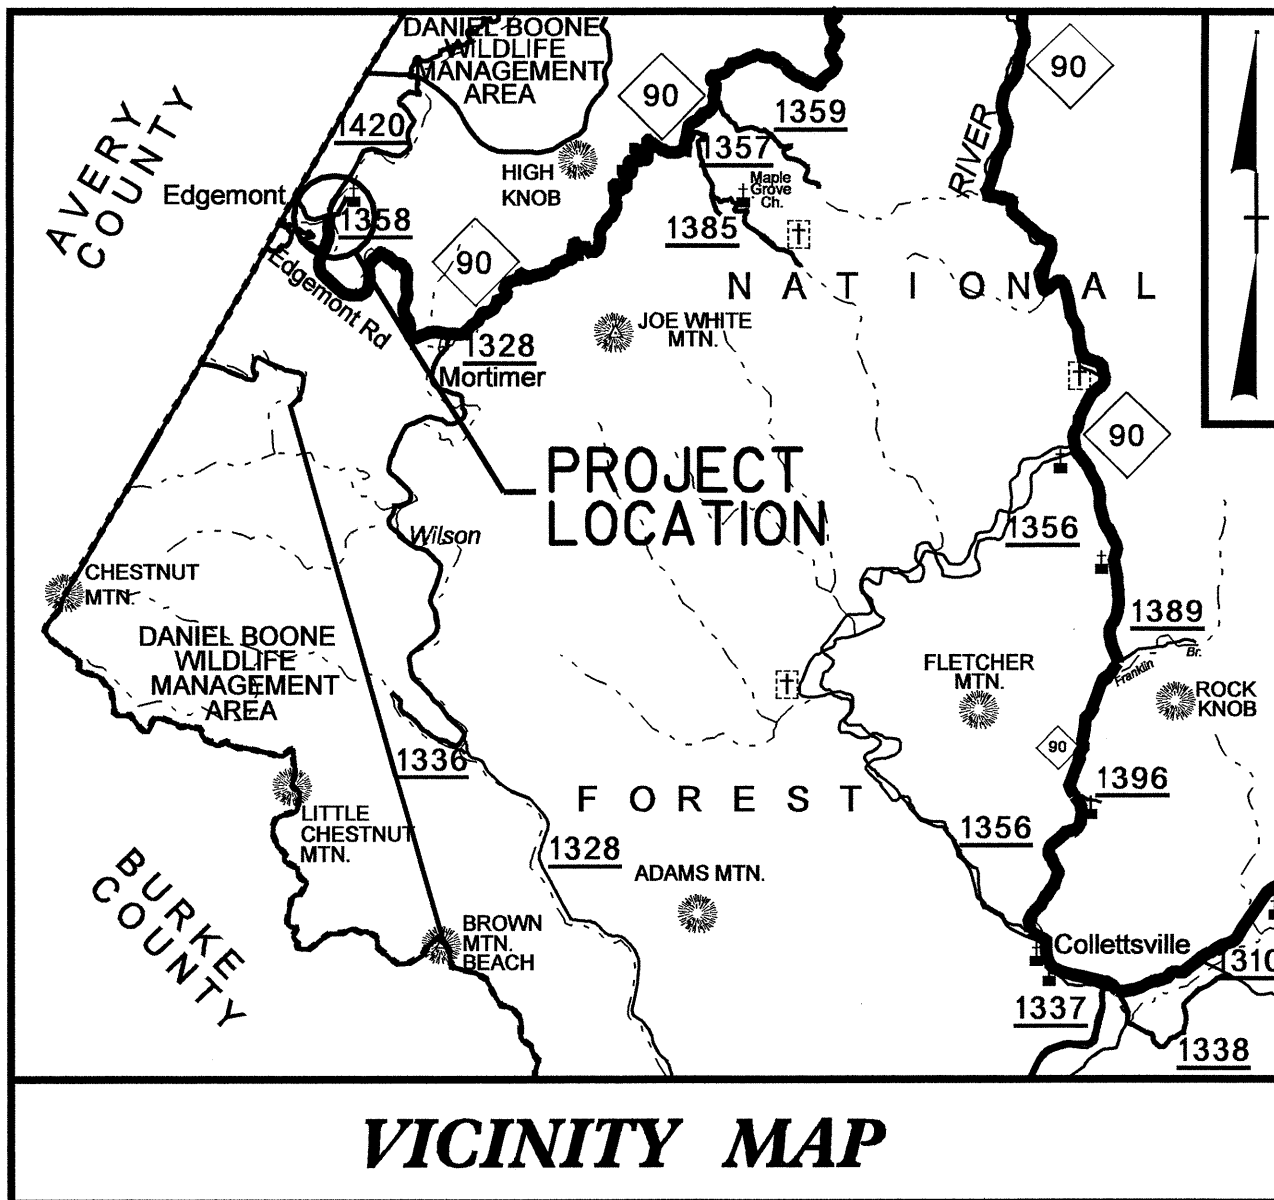 DANIEL BOONE
WILDLIFE
MANAGEMENT
AREA
90
90
AVERY
COUNTY
1420
1359
1357
RIVER
HIGH
KNOB
Maple
Grove
Ch.
Edgemont
1358
1385
90
Edgemont Rd
NATIONAL
JOE WHITE
MTN.
1328
Mortimer
90
PROJECT
LOCATION
Wilson
1356
CHESTNUT
MTN.
1389
DANIEL BOONE
WILDLIFE
MANAGEMENT
AREA
Franklin Br.
FLETCHER
MTN.
ROCK
KNOB
90
1336
1396
FOREST
LITTLE
CHESTNUT
MTN.
1356
1328
ADAMS MTN.
BURKE
COUNTY
BROWN
MTN.
BEACH
Collettsville
1310
1337
1338
VICINITY MAP